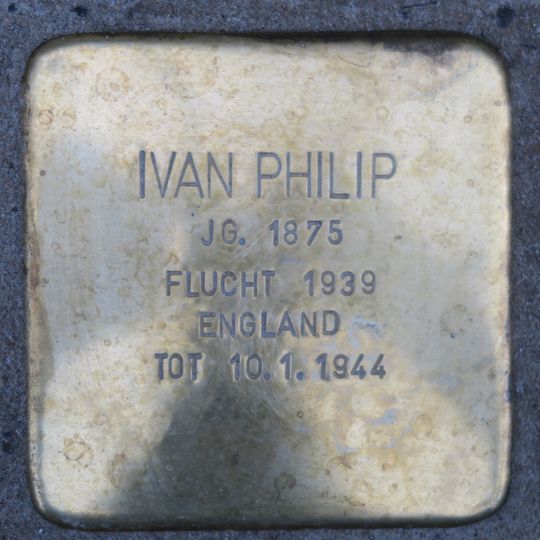 IVAN PHILIP
JG. 1875
FLUCHT 1939
ENGLAND
TOT 10.1.1944